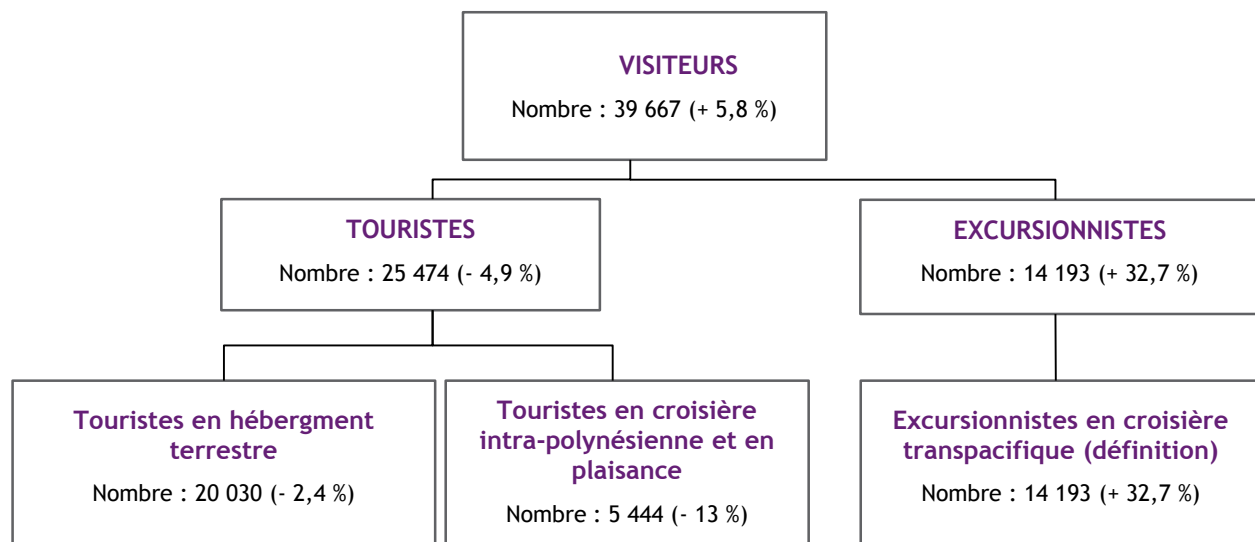 VISITEURS
Nombre : 39 667 (+ 5,8 %)
TOURISTES
Nombre : 25 474 (- 4,9 %)
EXCURSIONNISTES
Nombre : 14 193 (+ 32,7 %)
Touristes en hébergment
terrestre
Nombre : 20 030 (- 2,4 %)
Touristes en croisière
intra-polynésienne et en
plaisance
Nombre : 5 444 (- 13 %)
Excursionnistes en croisière
transpacifique (définition)
Nombre : 14 193 (+ 32,7 %)